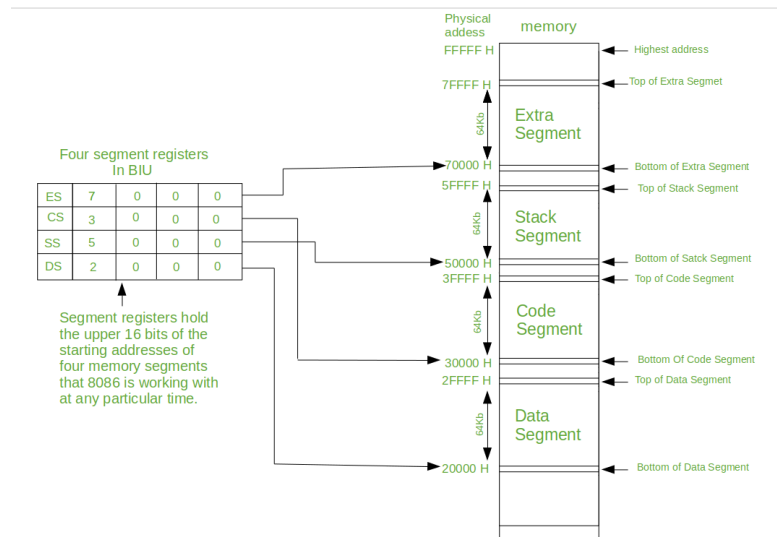 Physical
addess
memory
FFFFF H
Highest address
7FFFF H
Top of Extra Segmet
64Kb
Extra
Segment
70000 H
Bottom of Extra Segment
5FFFF H
Top of Stack Segment
64Kb
Stack
Segment
50000 H
Bottom of Satck Segment
3FFFF H
Top of Code Segment
64Kb
Code
Segment
30000 H
Bottom Of Code Segment
2FFFF H
Top of Data Segment
64Kb
Data
Segment
20000 H
Bottom of Data Segment
Four segment registers
In BIU
ES 7 0 0 0
CS 3 0 0 0
SS 5 0 0 0
DS 2 0 0 0
Segment registers hold
the upper 16 bits of the
starting addresses of
four memory segments
that 8086 is working with
at any particular time.